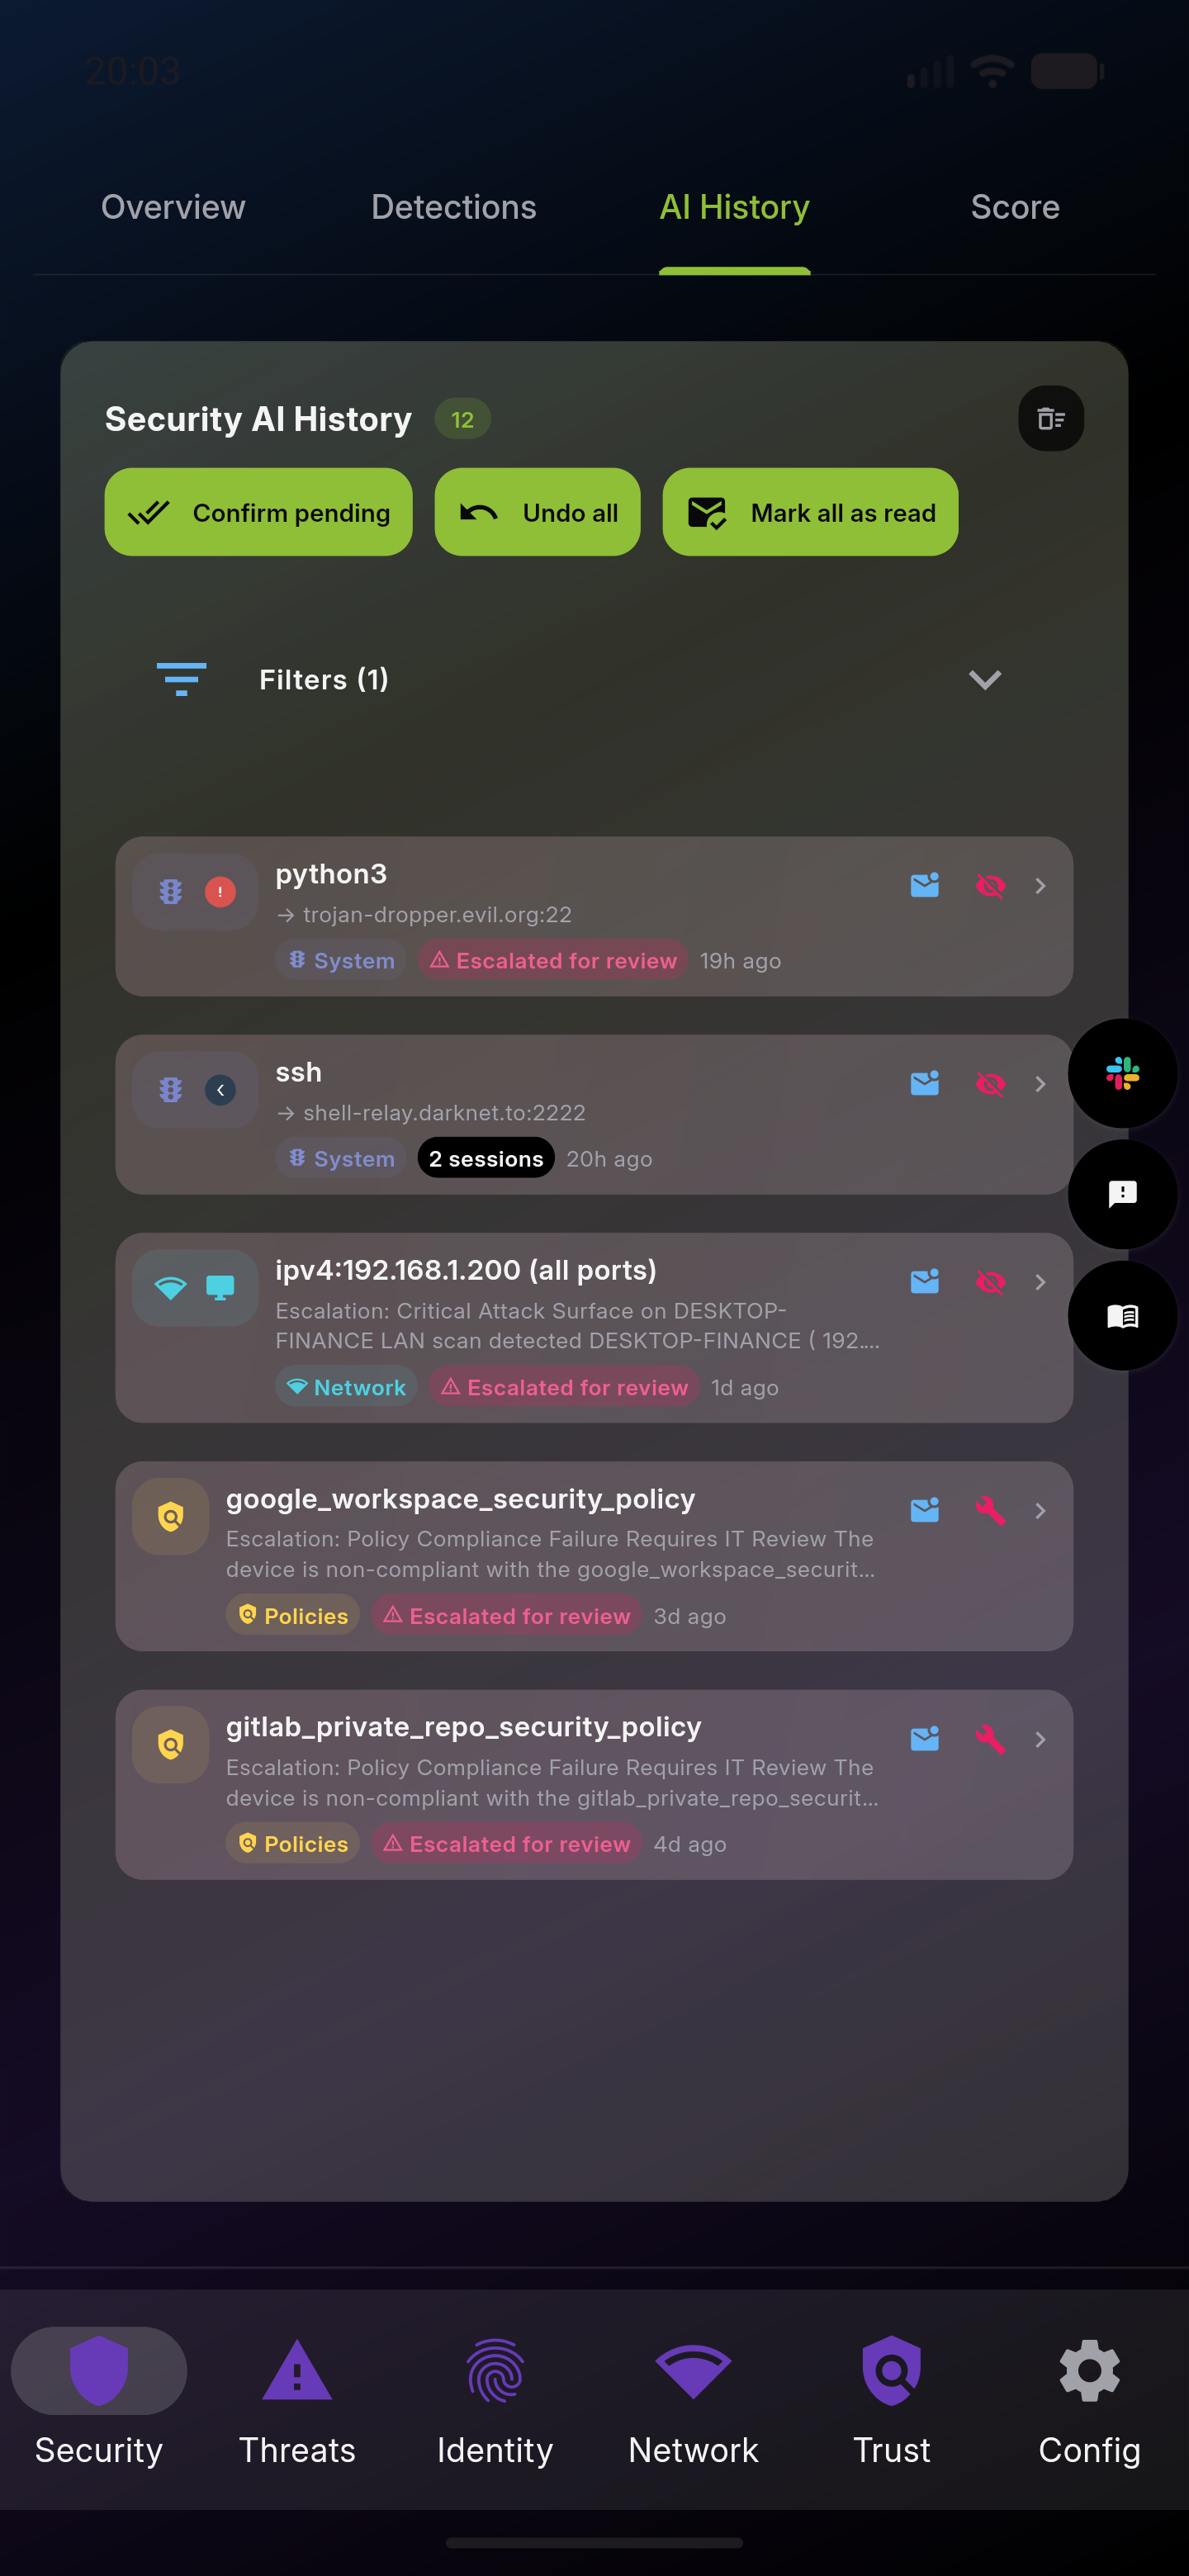 20:03
Overview Detections AI History Score
Security AI History 12
Confirm pending Undo all Mark all as read
Filters (1)
python3
→ trojan-dropper.evil.org:22
System Escalated for review 19h ago
ssh
→ shell-relay.darknet.to:2222
System 2 sessions 20h ago
ipv4:192.168.1.200 (all ports)
Escalation: Critical Attack Surface on DESKTOP-
FINANCE LAN scan detected DESKTOP-FINANCE ( 192.…
Network Escalated for review 1d ago
google_workspace_security_policy
Escalation: Policy Compliance Failure Requires IT Review The
device is non-compliant with the google_workspace_securit…
Policies Escalated for review 3d ago
gitlab_private_repo_security_policy
Escalation: Policy Compliance Failure Requires IT Review The
device is non-compliant with the gitlab_private_repo_securit…
Policies Escalated for review 4d ago
Security Threats Identity Network Trust Config